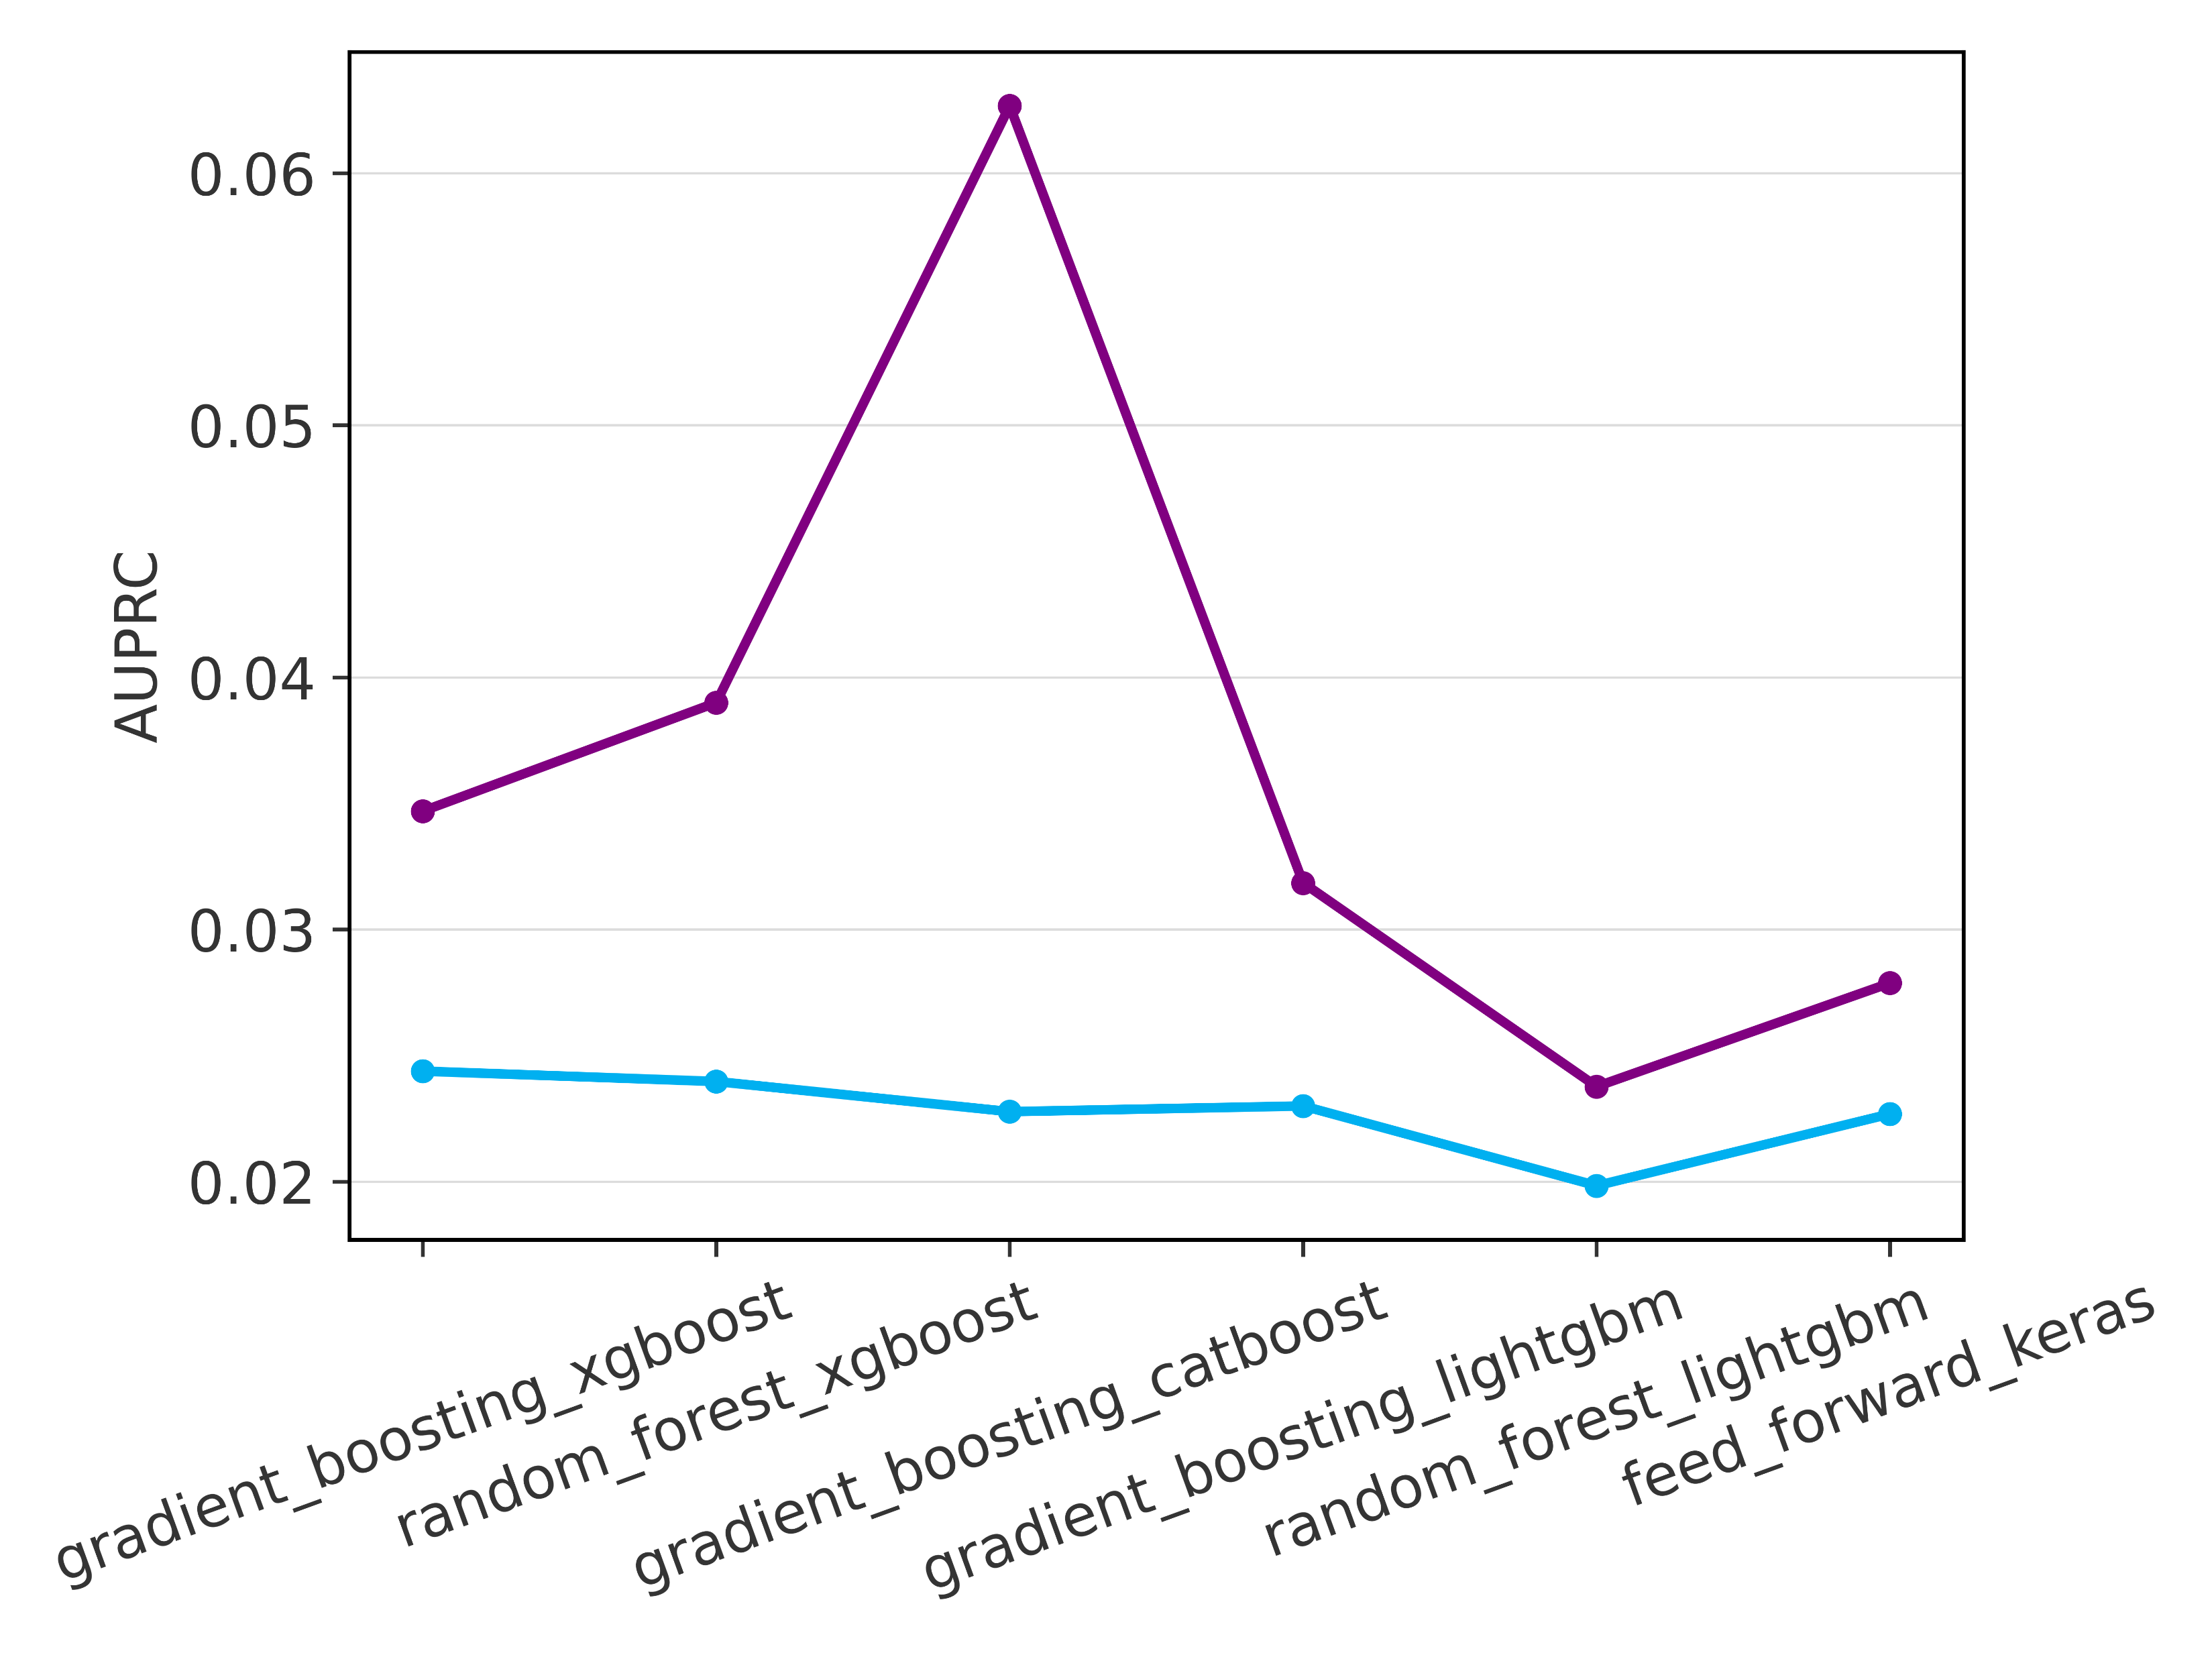 0.06
0.05
0.04
0.03
0.02
AUPRC
gradient_boosting_xgboost
random_forest_xgboost
gradient_boosting_catboost
gradient_boosting_lightgbm
random_forest_lightgbm
feed_forward_keras